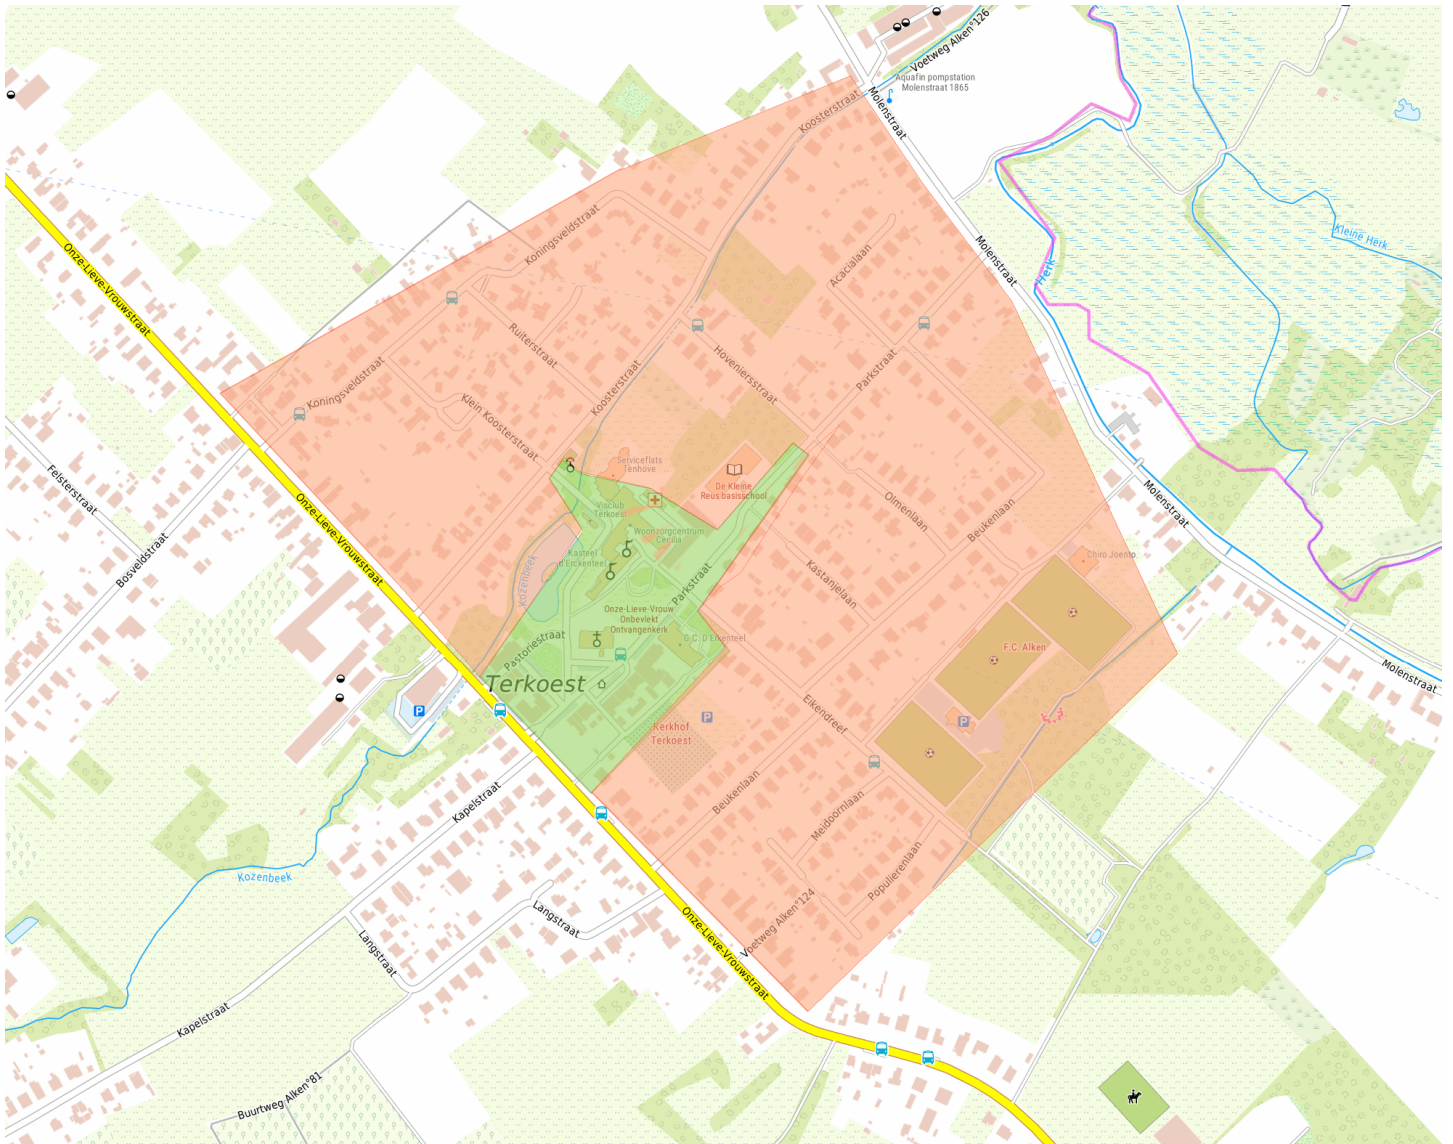 Voetweg Alken°126
Aquafin pompstation
Molenstraat 1865
Koosterstraat
Molenstraat
Koningsveldstraat
Acacialaan
Molenstraat
Herk
Kleine Herk
Onze-Lieve-Vrouwstraat
Ruiterstraat
Hoveniersstraat
Parkstraat
Koosterstraat
Koningsveldstraat
Klein Koosterstraat
Serviceflats
Tenhove
De Kleine
Reus basisschool
Felsterstraat
Onze-Lieve-Vrouwstraat
Visclub
Terkoest
Woonzorgcentrum
Cecilia
Olmenlaan
Beukenlaan
Molenstraat
Bosveldstraat
Kasteel
d'Erckenteel
Kozenbeek
Parkstraat
Kastanjelaan
Chiro Joento
Onze-Lieve-Vrouw
Onbevlekt
Ontvangenkerk
G.C. D'Erkenteel
Pastoriestraat
F.C. Alken
Molenstraat
Terkoest
P
P
P
Kerkhof
Terkoest
Eikendreef
Kapelstraat
Beukenlaan
Meidoornlaan
Kozenbeek
Populierenlaan
Langstraat
Voetweg Alken°124
Onze-Lieve-Vrouwstraat
Langstraat
Kapelstraat
Buurtweg Alken°81